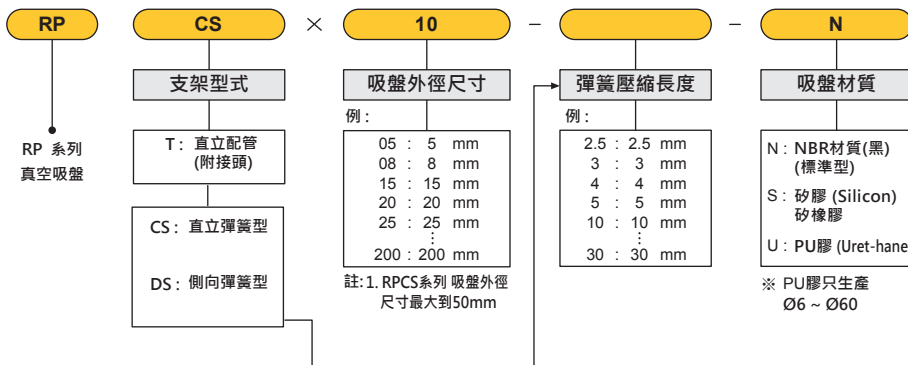 RP CS × 10 – – N
支架型式
吸盤外徑尺寸
彈簧壓縮長度
吸盤材質
RP 系列
真空吸盤
T : 直立配管
(附接頭)
CS : 直立彈簧型
DS : 側向彈簧型
例 :
05 : 5 mm
08 : 8 mm
15 : 15 mm
20 : 20 mm
25 : 25 mm
⋮
200 : 200 mm
註:1. RPCS系列 吸盤外徑
尺寸最大到50mm
例 :
2.5 : 2.5 mm
3 : 3 mm
4 : 4 mm
5 : 5 mm
10 : 10 mm
⋮
30 : 30 mm
N : NBR材質(黑)
(標準型)
S : 矽膠 (Silicon)
矽橡膠
U : PU膠 (Uret-hane
※ PU膠只生產
Ø6 ~ Ø60